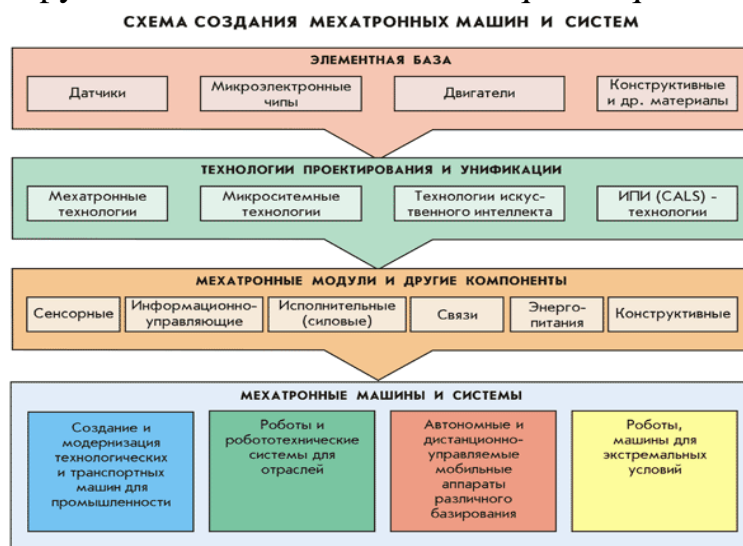 СХЕМА СОЗДАНИЯ МЕХАТРОННЫХ МАШИН И СИСТЕМ
ЭЛЕМЕНТНАЯ БАЗА
Датчики
Микроэлектронные
чипы
Двигатели
Конструктивные
и др. материалы
ТЕХНОЛОГИИ ПРОЕКТИРОВАНИЯ И УНИФИКАЦИИ
Мехатронные
технологии
Микроситемные
технологии
Технологии искус-
ственного интеллекта
ИПИ (CALS) -
технологии
МЕХАТРОННЫЕ МОДУЛИ И ДРУГИЕ КОМПОНЕНТЫ
Сенсорные
Информационно-
управляющие
Исполнительные
(силовые)
Связи
Энерго-
питания
Конструктивные
МЕХАТРОННЫЕ МАШИНЫ И СИСТЕМЫ
Создание и
модернизация
технологических
и транспортных
машин для
промышленности
Роботы и
робототехнические
системы для
отраслей
Автономные и
дистанционно-
управляемые
мобильные
аппараты
различного
базирования
Роботы,
машины для
экстремальных
условий